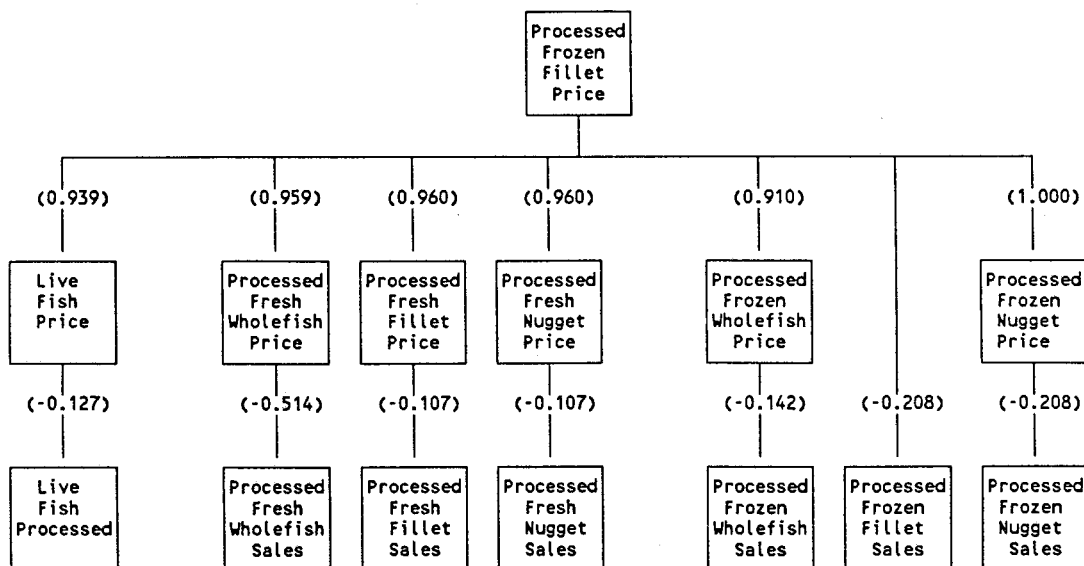 Processed
Frozen
Fillet
Price
(0.939)
(0.959)
(0.960)
(0.960)
(0.910)
(1.000)
Live
Fish
Price
Processed
Fresh
Wholefish
Price
Processed
Fresh
Fillet
Price
Processed
Fresh
Nugget
Price
Processed
Frozen
Wholefish
Price
Processed
Frozen
Nugget
Price
(-0.127)
(-0.514)
(-0.107)
(-0.107)
(-0.142)
(-0.208)
(-0.208)
Live
Fish
Processed
Processed
Fresh
Wholefish
Sales
Processed
Fresh
Fillet
Sales
Processed
Fresh
Nugget
Sales
Processed
Frozen
Wholefish
Sales
Processed
Frozen
Fillet
Sales
Processed
Frozen
Nugget
Sales